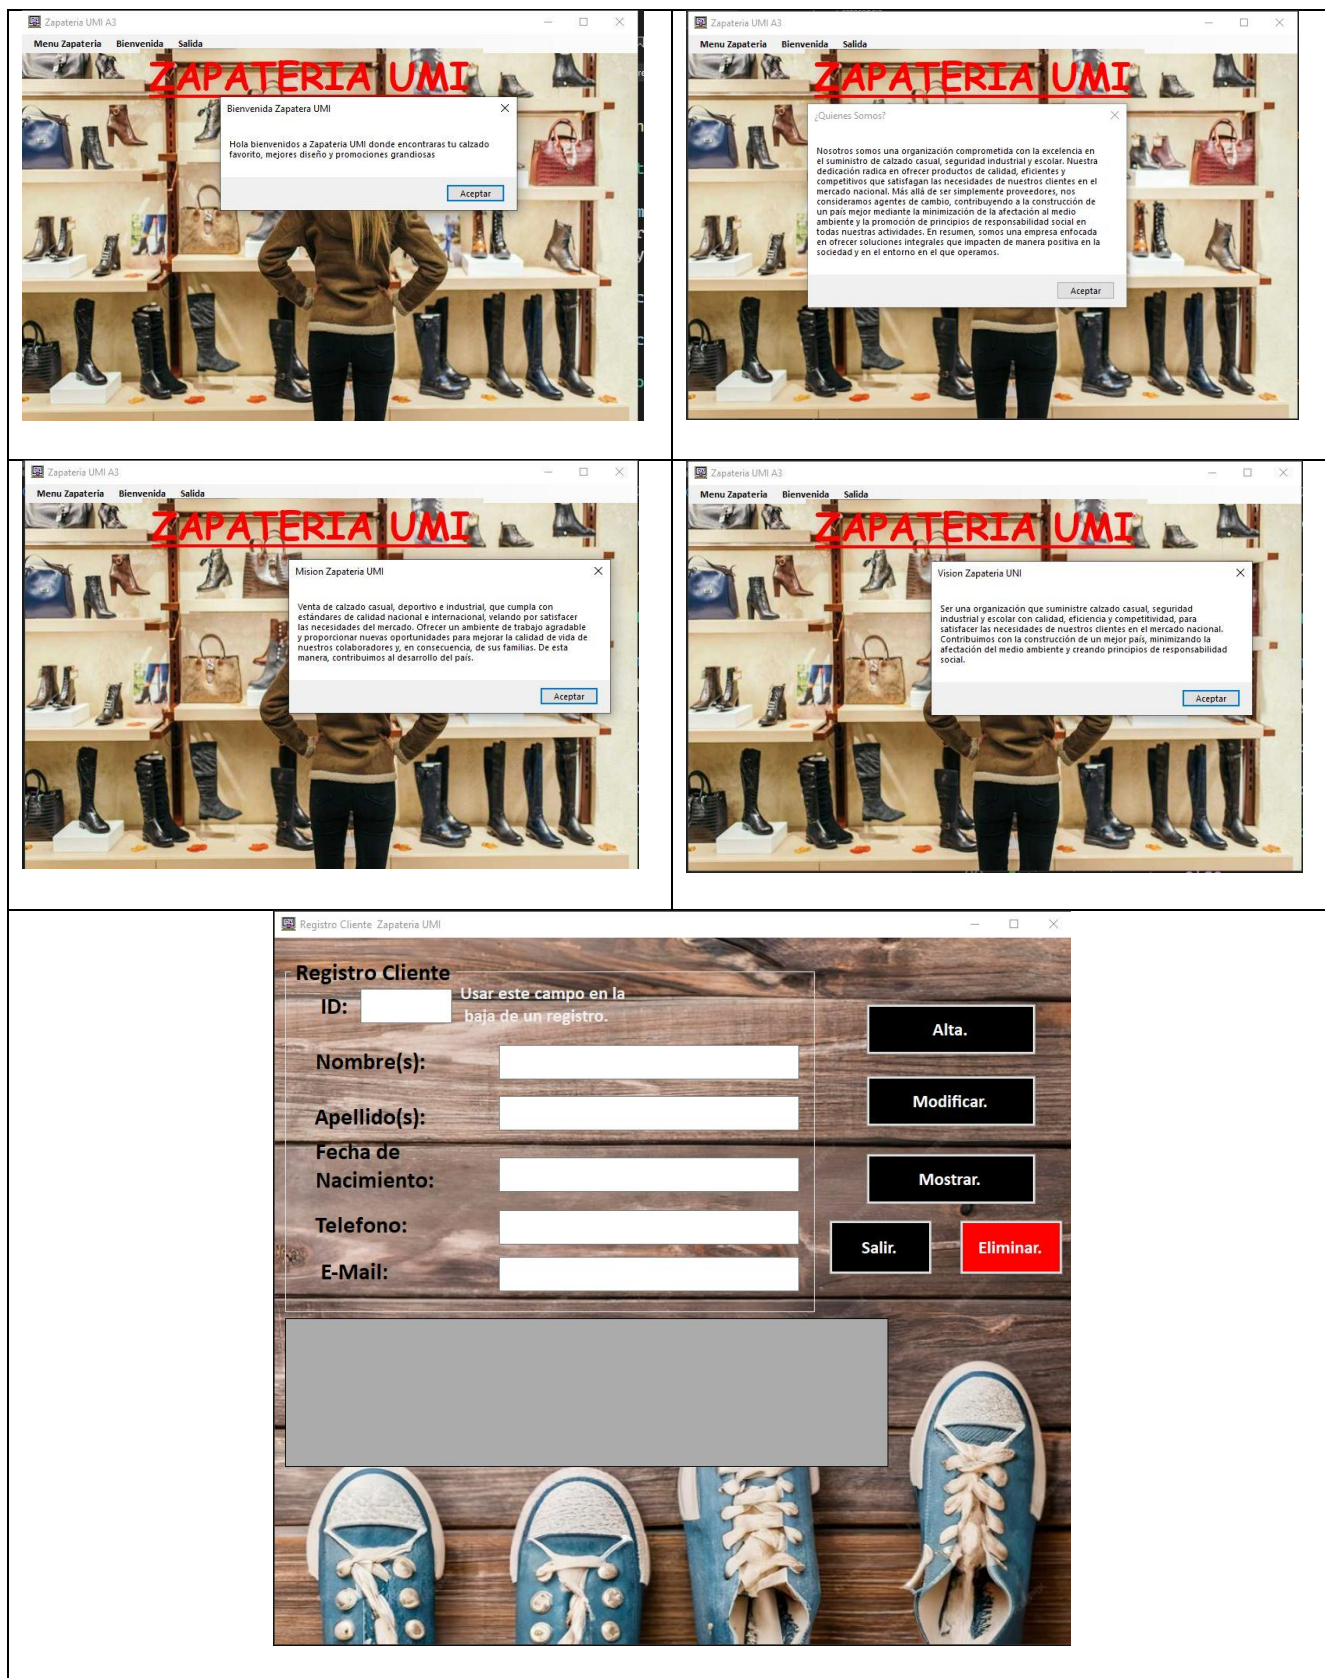 Zapateria UMI A3
Menu Zapateria Bienvenida Salida
ZAPATERIA UMI
Bienvenida Zapatera UMI
Hola bienvenidos a Zapateria UMI donde encontraras tu calzado
favorito, mejores diseño y promociones grandiosas
Aceptar
Zapateria UMI A3
Menu Zapateria Bienvenida Salida
ZAPATERIA UMI
¿Quienes Somos?
Nosotros somos una organización comprometida con la excelencia en
el suministro de calzado casual, seguridad industrial y escolar. Nuestra
dedicación radica en ofrecer productos de calidad, eficientes y
competitivos que satisfagan las necesidades de nuestros clientes en el
mercado nacional. Más allá de ser simplemente proveedores, nos
consideramos agentes de cambio, contribuyendo a la construcción de
un país mejor mediante la minimización de la afectación al medio
ambiente y la promoción de principios de responsabilidad social en
todas nuestras actividades. En resumen, somos una empresa enfocada
en ofrecer soluciones integrales que impacten de manera positiva en la
sociedad y en el entorno en el que operamos.
Aceptar
Zapateria UMI A3
Menu Zapateria Bienvenida Salida
ZAPATERIA UMI
Mision Zapateria UMI
Venta de calzado casual, deportivo e industrial, que cumpla con
estándares de calidad nacional e internacional, velando por satisfacer
las necesidades del mercado. Ofrecer un ambiente de trabajo agradable
y proporcionar nuevas oportunidades para mejorar la calidad de vida de
nuestros colaboradores y, en consecuencia, de sus familias. De esta
manera, contribuimos al desarrollo del país.
Aceptar
Zapateria UMI A3
Menu Zapateria Bienvenida Salida
ZAPATERIA UMI
Vision Zapateria UNI
Ser una organización que suministre calzado casual, seguridad
industrial y escolar con calidad, eficiencia y competitividad, para
satisfacer las necesidades de nuestros clientes en el mercado nacional.
Contribuimos con la construcción de un mejor país, minimizando la
afectación del medio ambiente y creando principios de responsabilidad
social.
Aceptar
Registro Cliente Zapateria UMI
Registro Cliente
ID:
Usar este campo en la
baja de un registro.
Nombre(s):
Apellido(s):
Fecha de
Nacimiento:
Telefono:
E-Mail:
Alta.
Modificar.
Mostrar.
Salir.
Eliminar.